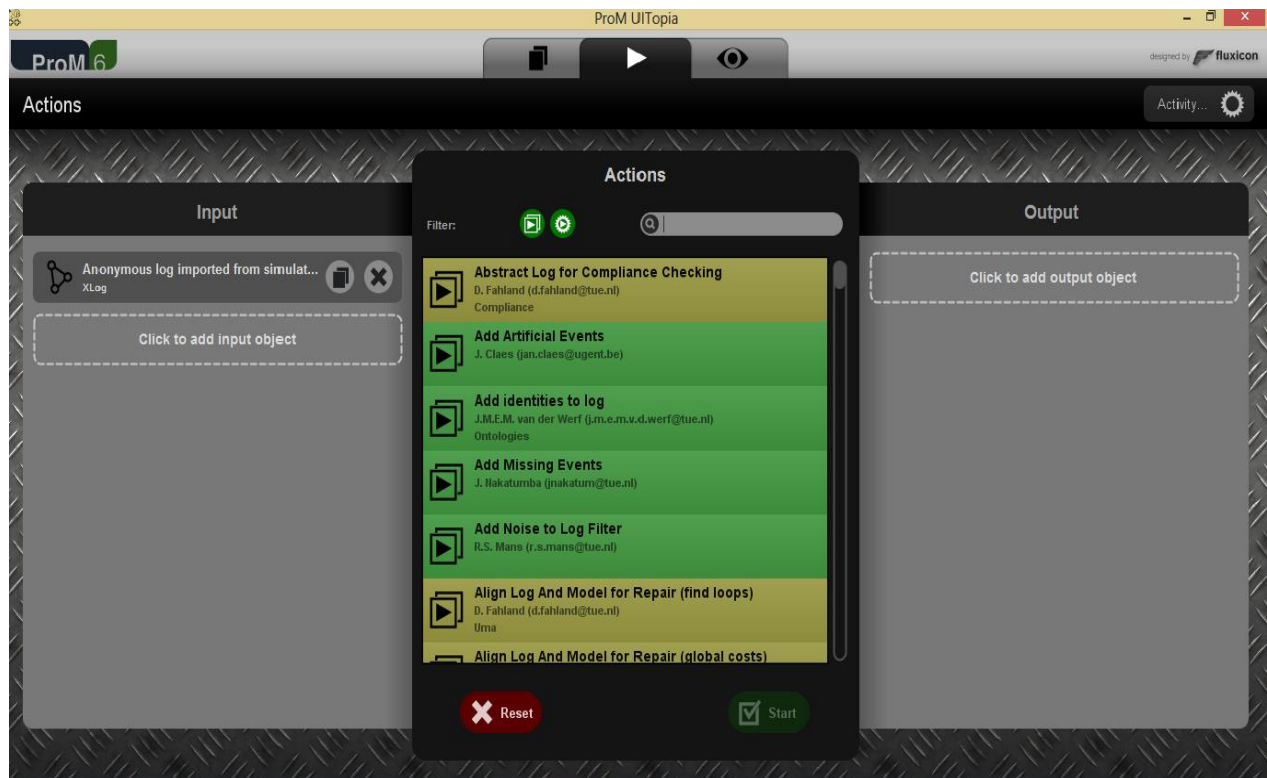 ProM UITopia
ProM 6
designed by fluxicon
Actions
Activity...
Input
Anonymous log imported from simulat...
XLog
Click to add input object
Actions
Filter:
Abstract Log for Compliance Checking
D. Fahland (d.fahland@tue.nl)
Compliance
Add Artificial Events
J. Claes (jan.claes@ugent.be)
Add identities to log
J.M.E.M. van der Werf (j.m.e.m.v.d.werf@tue.nl)
Ontologies
Add Missing Events
J. Nakatumba (jnakatum@tue.nl)
Add Noise to Log Filter
R.S. Mans (r.s.mans@tue.nl)
Align Log And Model for Repair (find loops)
D. Fahland (d.fahland@tue.nl)
Uma
Align Log And Model for Repair (global costs)
Reset
Start
Output
Click to add output object